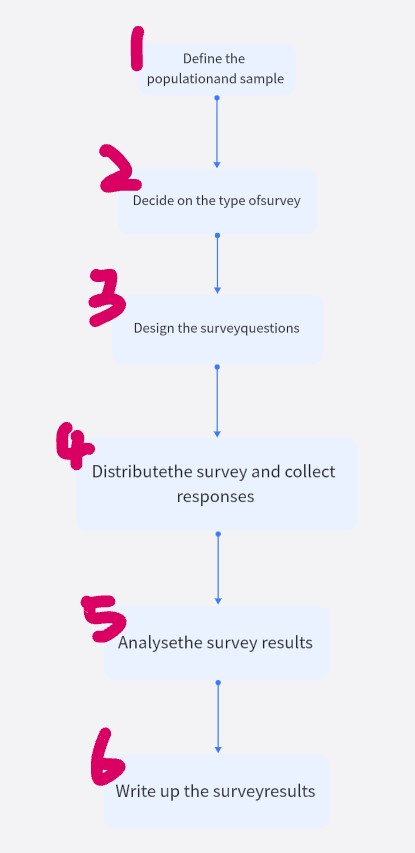 1
Define the
populationand sample
2
Decide on the type ofsurvey
3
Design the surveyquestions
4
Distributethe survey and collect
responses
5
Analysethe survey results
6
Write up the surveyresults